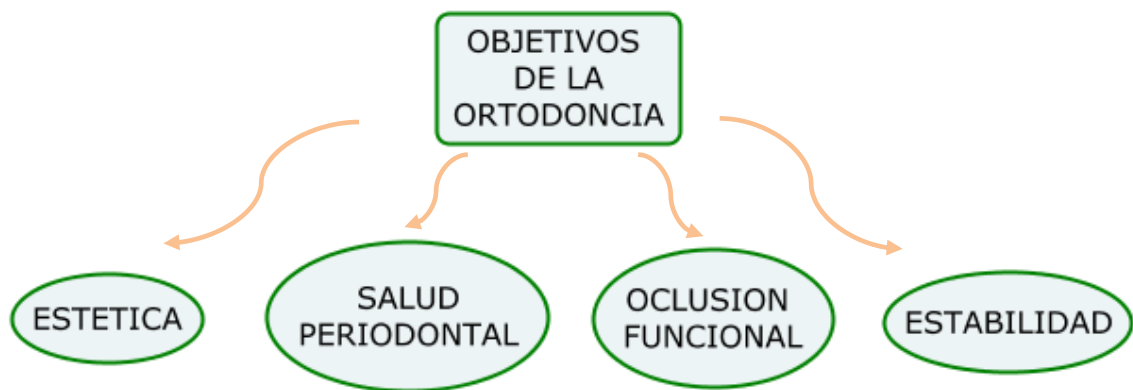 OBJETIVOS
DE LA
ORTODONCIA
ESTETICA
SALUD
PERIODONTAL
OCLUSION
FUNCIONAL
ESTABILIDAD